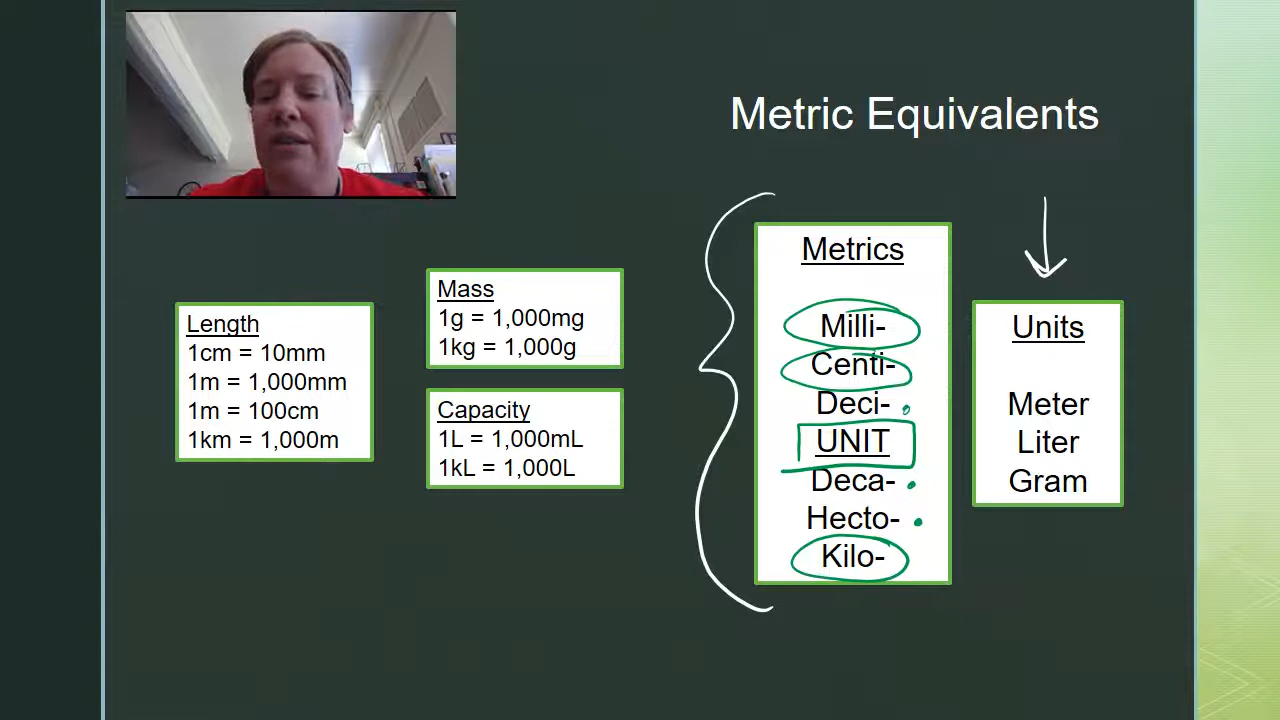 Metric Equivalents
Length
1cm = 10mm
1m = 1,000mm
1m = 100cm
1km = 1,000m
Mass
1g = 1,000mg
1kg = 1,000g
Capacity
1L = 1,000mL
1kL = 1,000L
Metrics
Milli-
Centi-
Deci-
UNIT
Deca-
Hecto-
Kilo-
Units
Meter
Liter
Gram